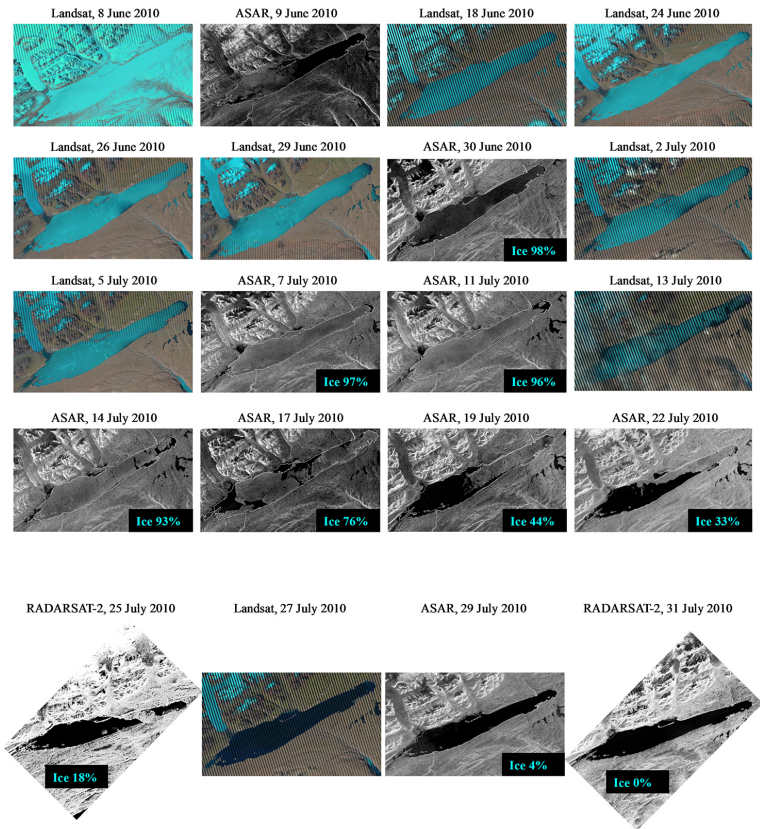 Landsat, 8 June 2010
ASAR, 9 June 2010
Landsat, 18 June 2010
Landsat, 24 June 2010
Landsat, 26 June 2010
Landsat, 29 June 2010
ASAR, 30 June 2010
Landsat, 2 July 2010
Ice 98%
Landsat, 5 July 2010
ASAR, 7 July 2010
ASAR, 11 July 2010
Landsat, 13 July 2010
Ice 97%
Ice 96%
ASAR, 14 July 2010
ASAR, 17 July 2010
ASAR, 19 July 2010
ASAR, 22 July 2010
Ice 93%
Ice 76%
Ice 44%
Ice 33%
RADARSAT-2, 25 July 2010
Landsat, 27 July 2010
ASAR, 29 July 2010
RADARSAT-2, 31 July 2010
Ice 18%
Ice 4%
Ice 0%